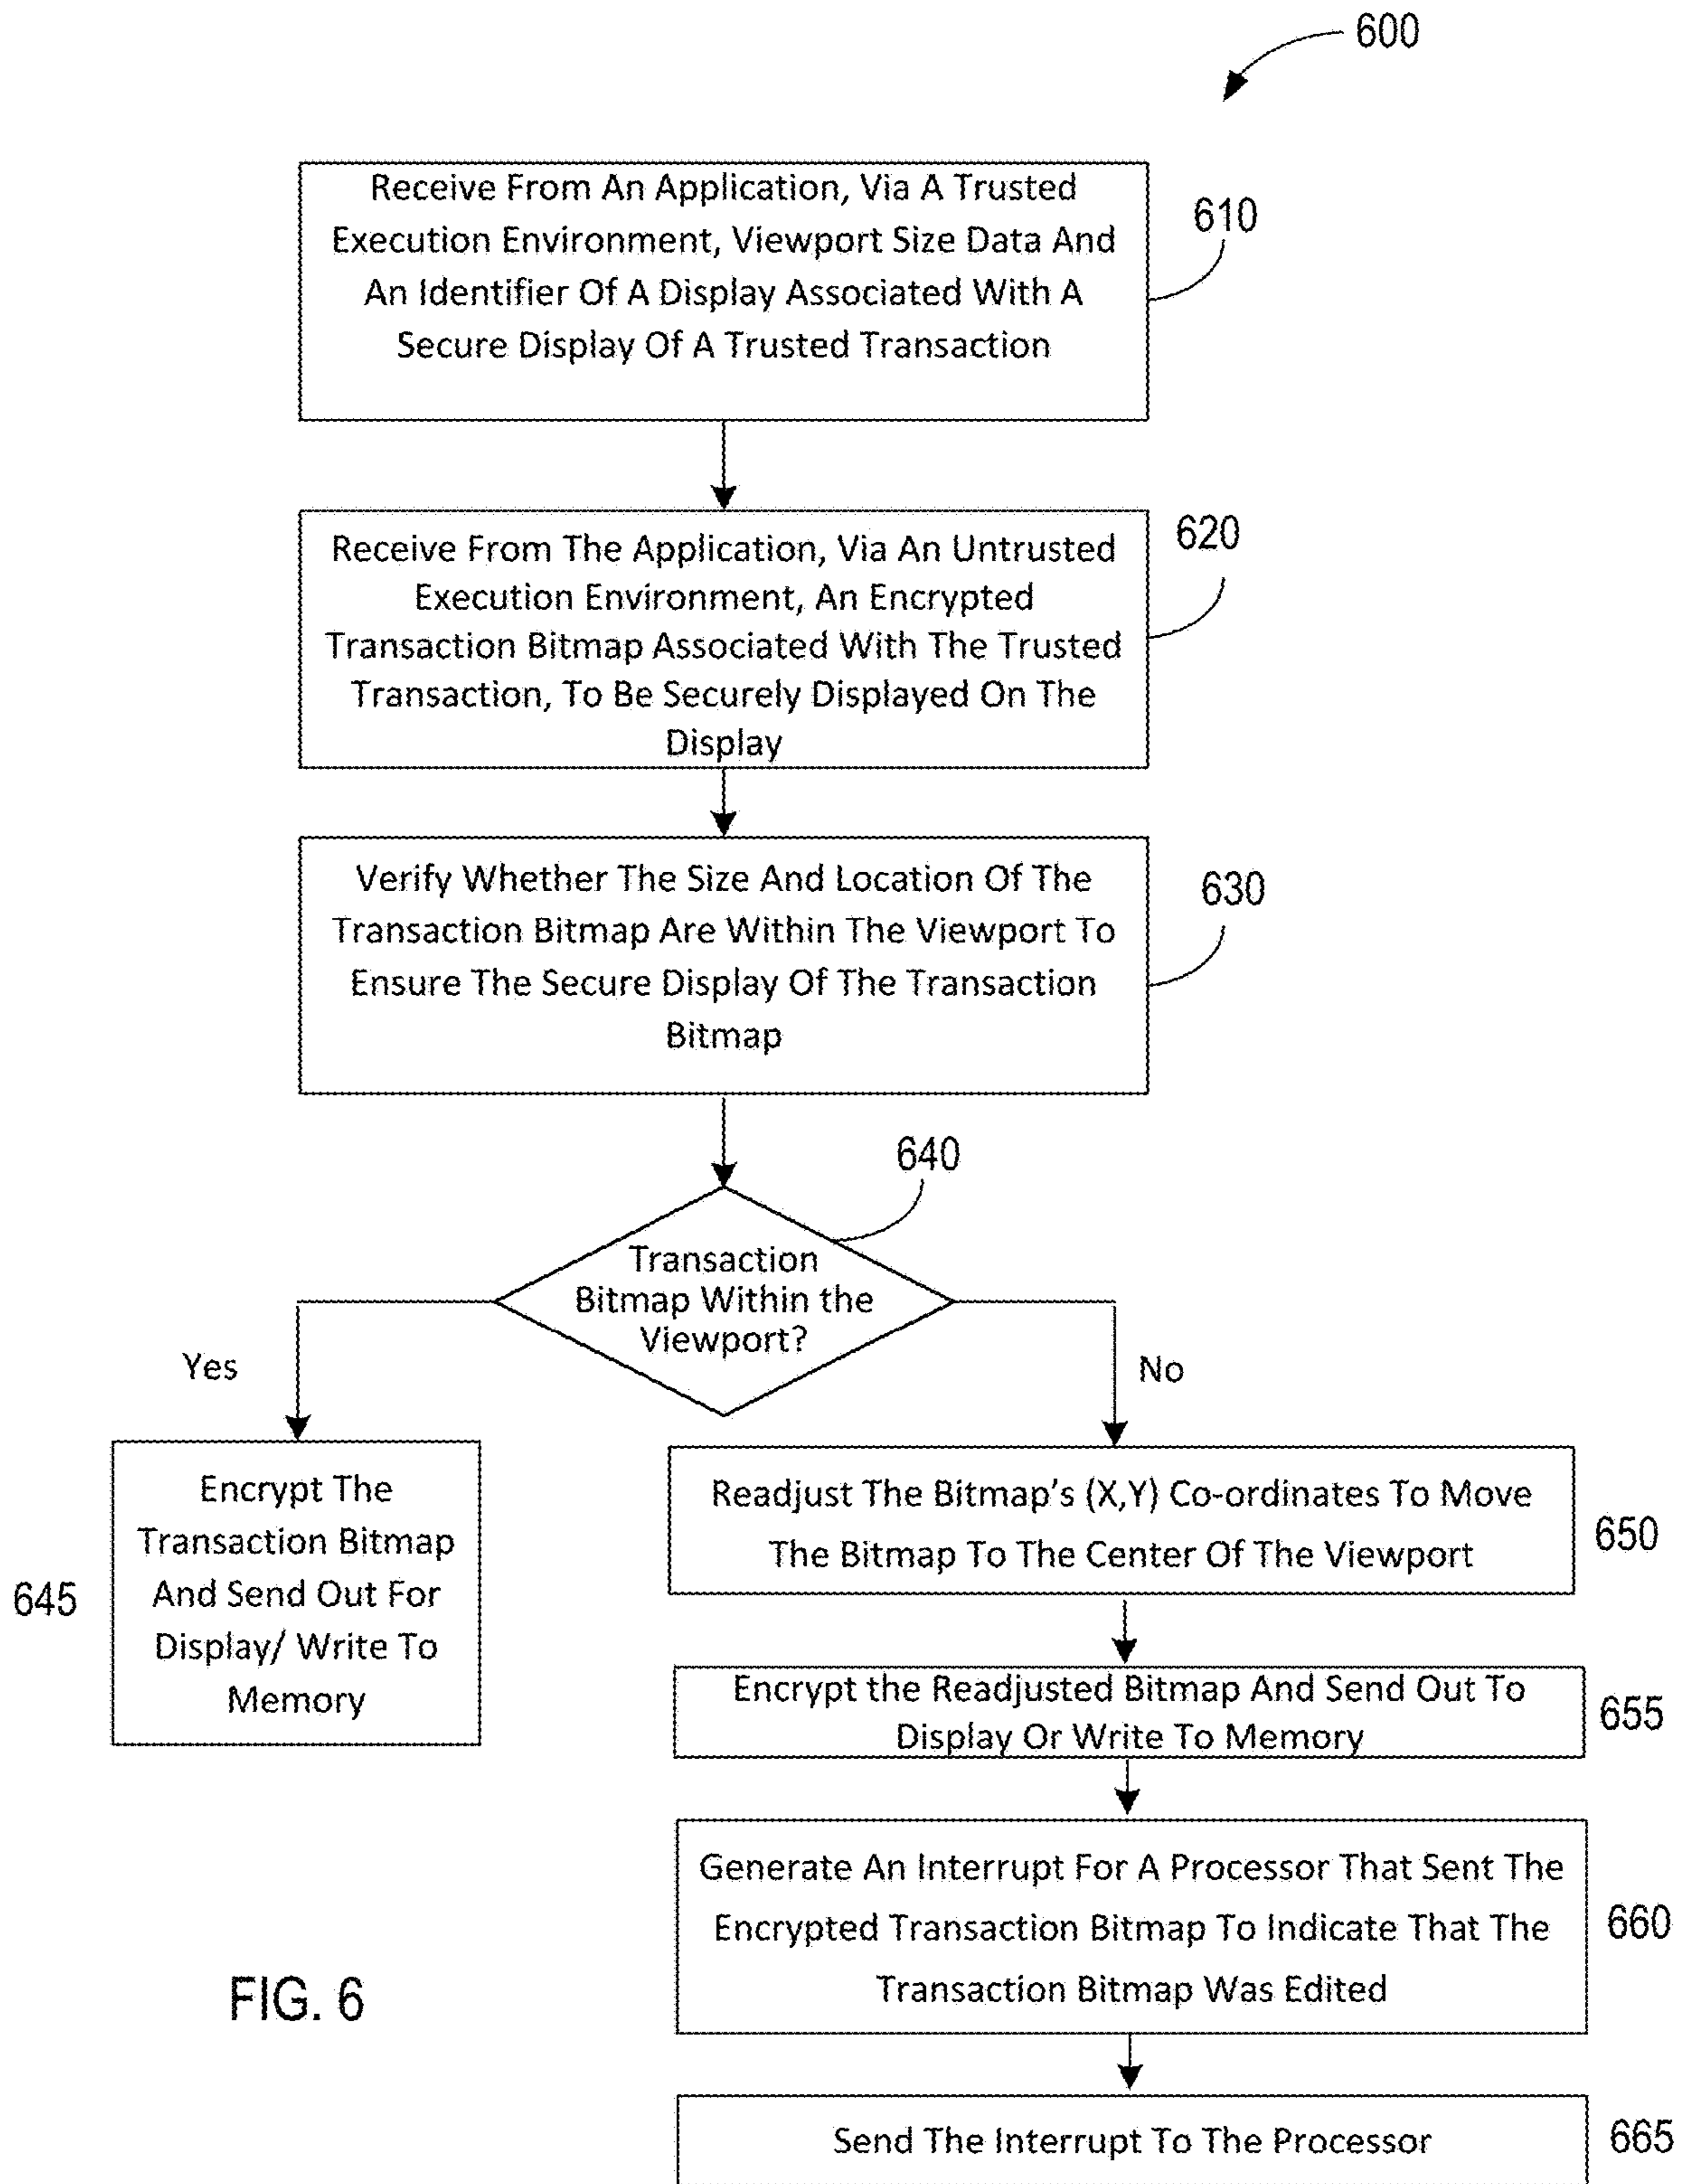 600
Receive From An Application, Via A Trusted
Execution Environment, Viewport Size Data And
An Identifier Of A Display Associated With A
Secure Display Of A Trusted Transaction
610
Receive From The Application, Via An Untrusted
Execution Environment, An Encrypted
Transaction Bitmap Associated With The Trusted
Transaction, To Be Securely Displayed On The
Display
620
Verify Whether The Size And Location Of The
Transaction Bitmap Are Within The Viewport To
Ensure The Secure Display Of The Transaction
Bitmap
630
640
Transaction
Bitmap Within the
Viewport?
Yes
No
Encrypt The
Transaction Bitmap
And Send Out For
Display/ Write To
Memory
645
Readjust The Bitmap's (X,Y) Co-ordinates To Move
The Bitmap To The Center Of The Viewport
650
Encrypt the Readjusted Bitmap And Send Out To
Display Or Write To Memory
655
Generate An Interrupt For A Processor That Sent The
Encrypted Transaction Bitmap To Indicate That The
Transaction Bitmap Was Edited
660
Send The Interrupt To The Processor
665
FIG. 6